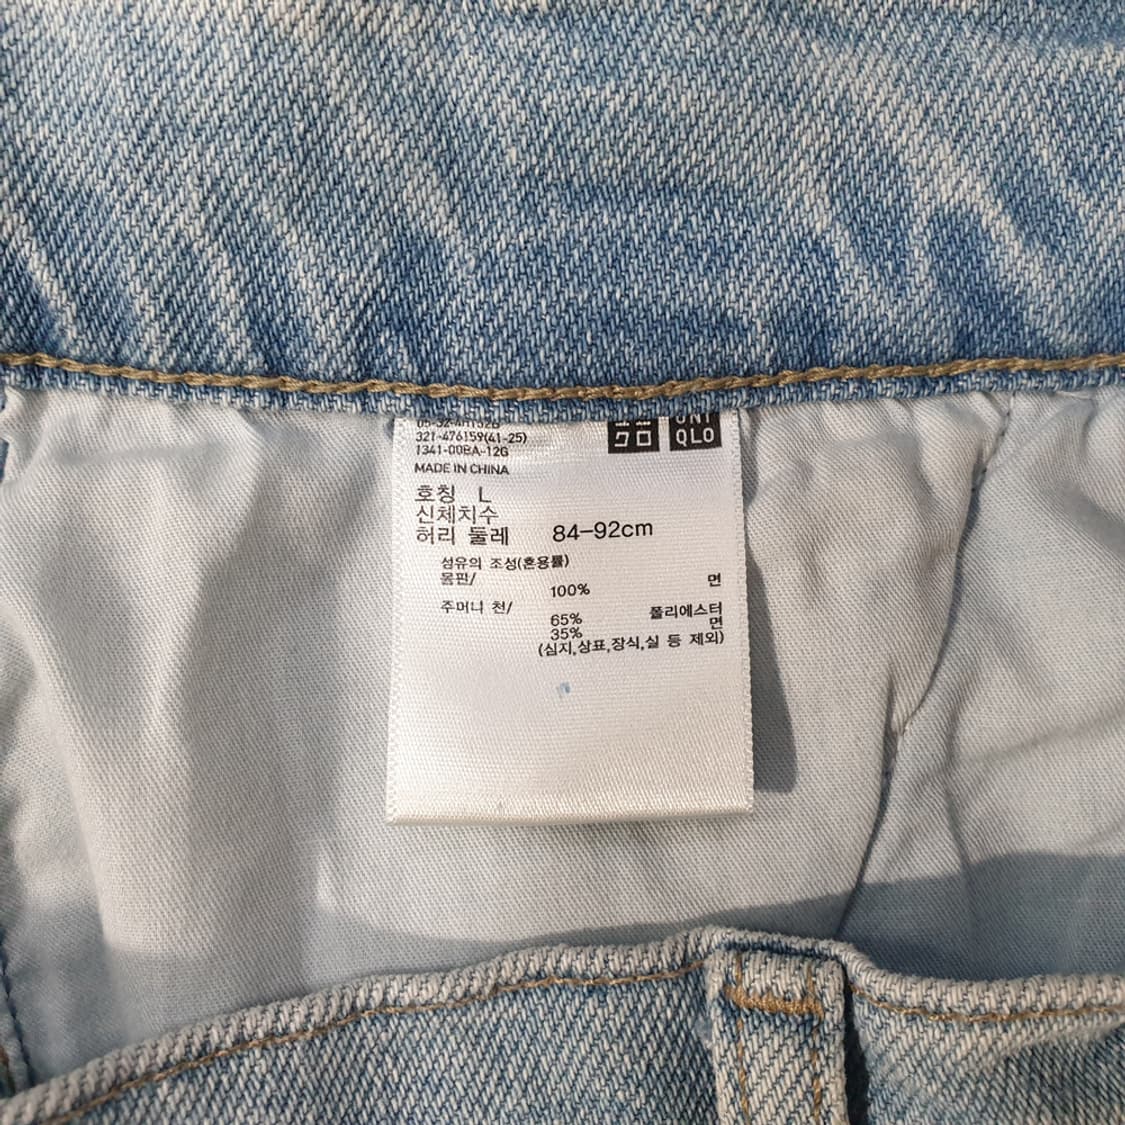 321-476159(41-25)
1341-00BA-12G
MADE IN CHINA
クロ
UNI
QLO
호칭 L
신체치수
허리 둘레 84-92cm
섬유의 조성(혼용률)
몸판/
100% 면
주머니 천/
65% 폴리에스터
35% 면
(심지,상표,장식,실 등 제외)